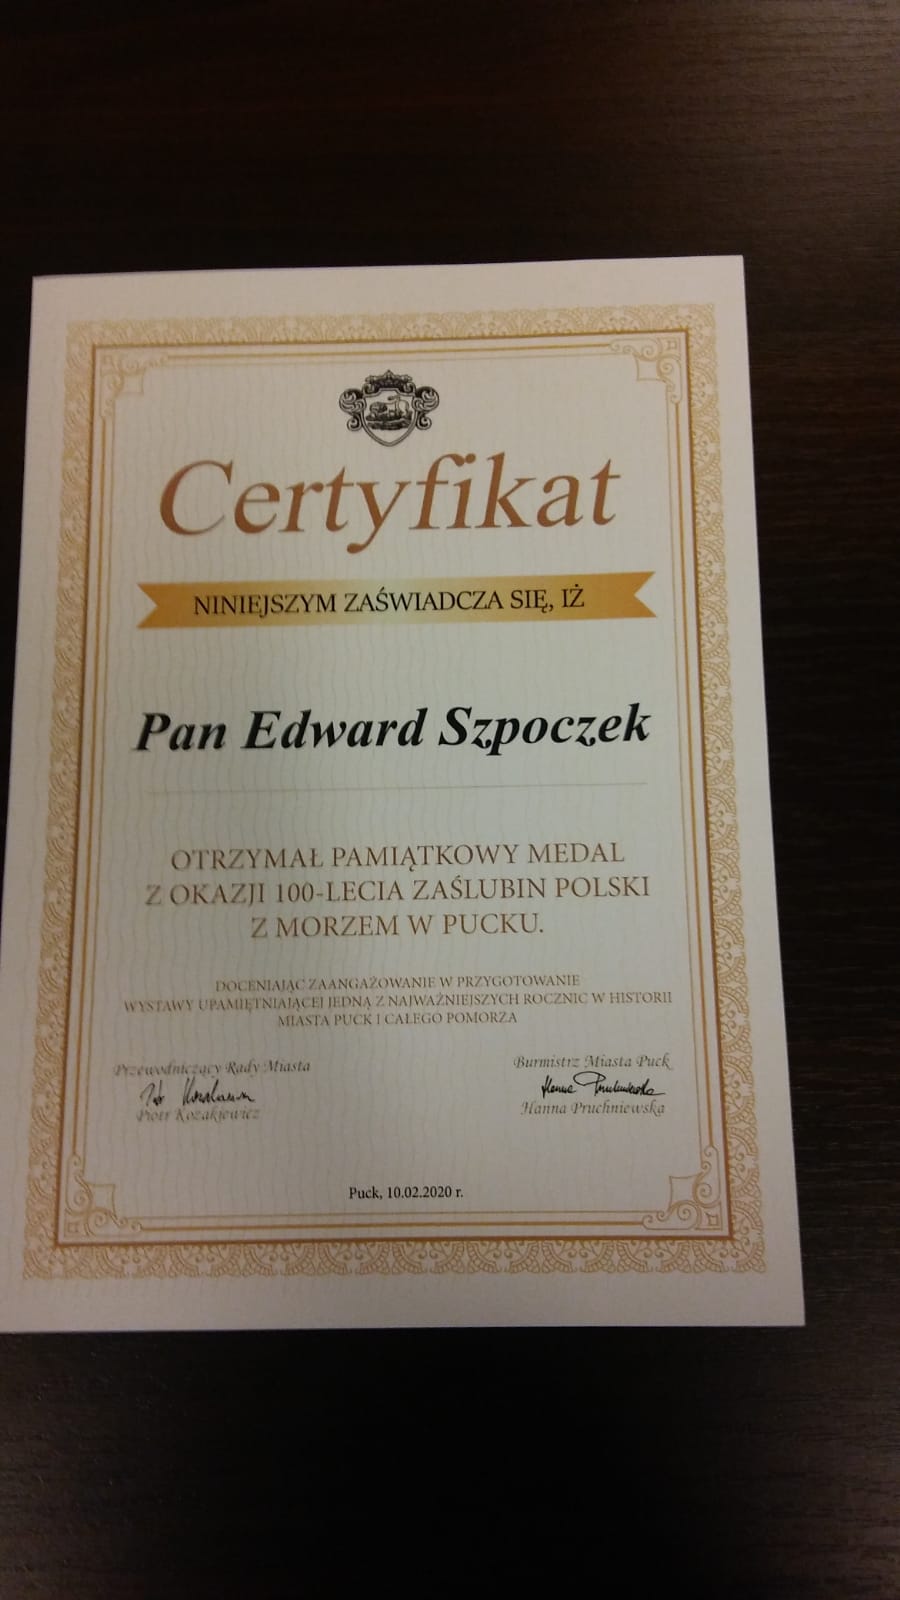 Certyfikat
NINIEJSZYM ZAŚWIADCZA SIĘ, IŻ
Pan Edward Szpoczek
OTRZYMAŁ PAMIĄTKOWY MEDAL
Z OKAZJI 100-LECIA ZAŚLUBIN POLSKI
Z MORZEM W PUCKU.
DOCENIAJĄC ZAANGAŻOWANIE W PRZYGOTOWANIE
WYSTAWY UPAMIĘTNIAJĄCEJ JEDNĄ Z NAJWAŻNIEJSZYCH ROCZNIC W HISTORII
MIASTA PUCK I CAŁEGO POMORZA
Przewodniczący Rady Miasta
Piotr Kozakiewicz
Burmistrz Miasta Puck
Hanna Pruchniewska
Puck, 10.02.2020 r.